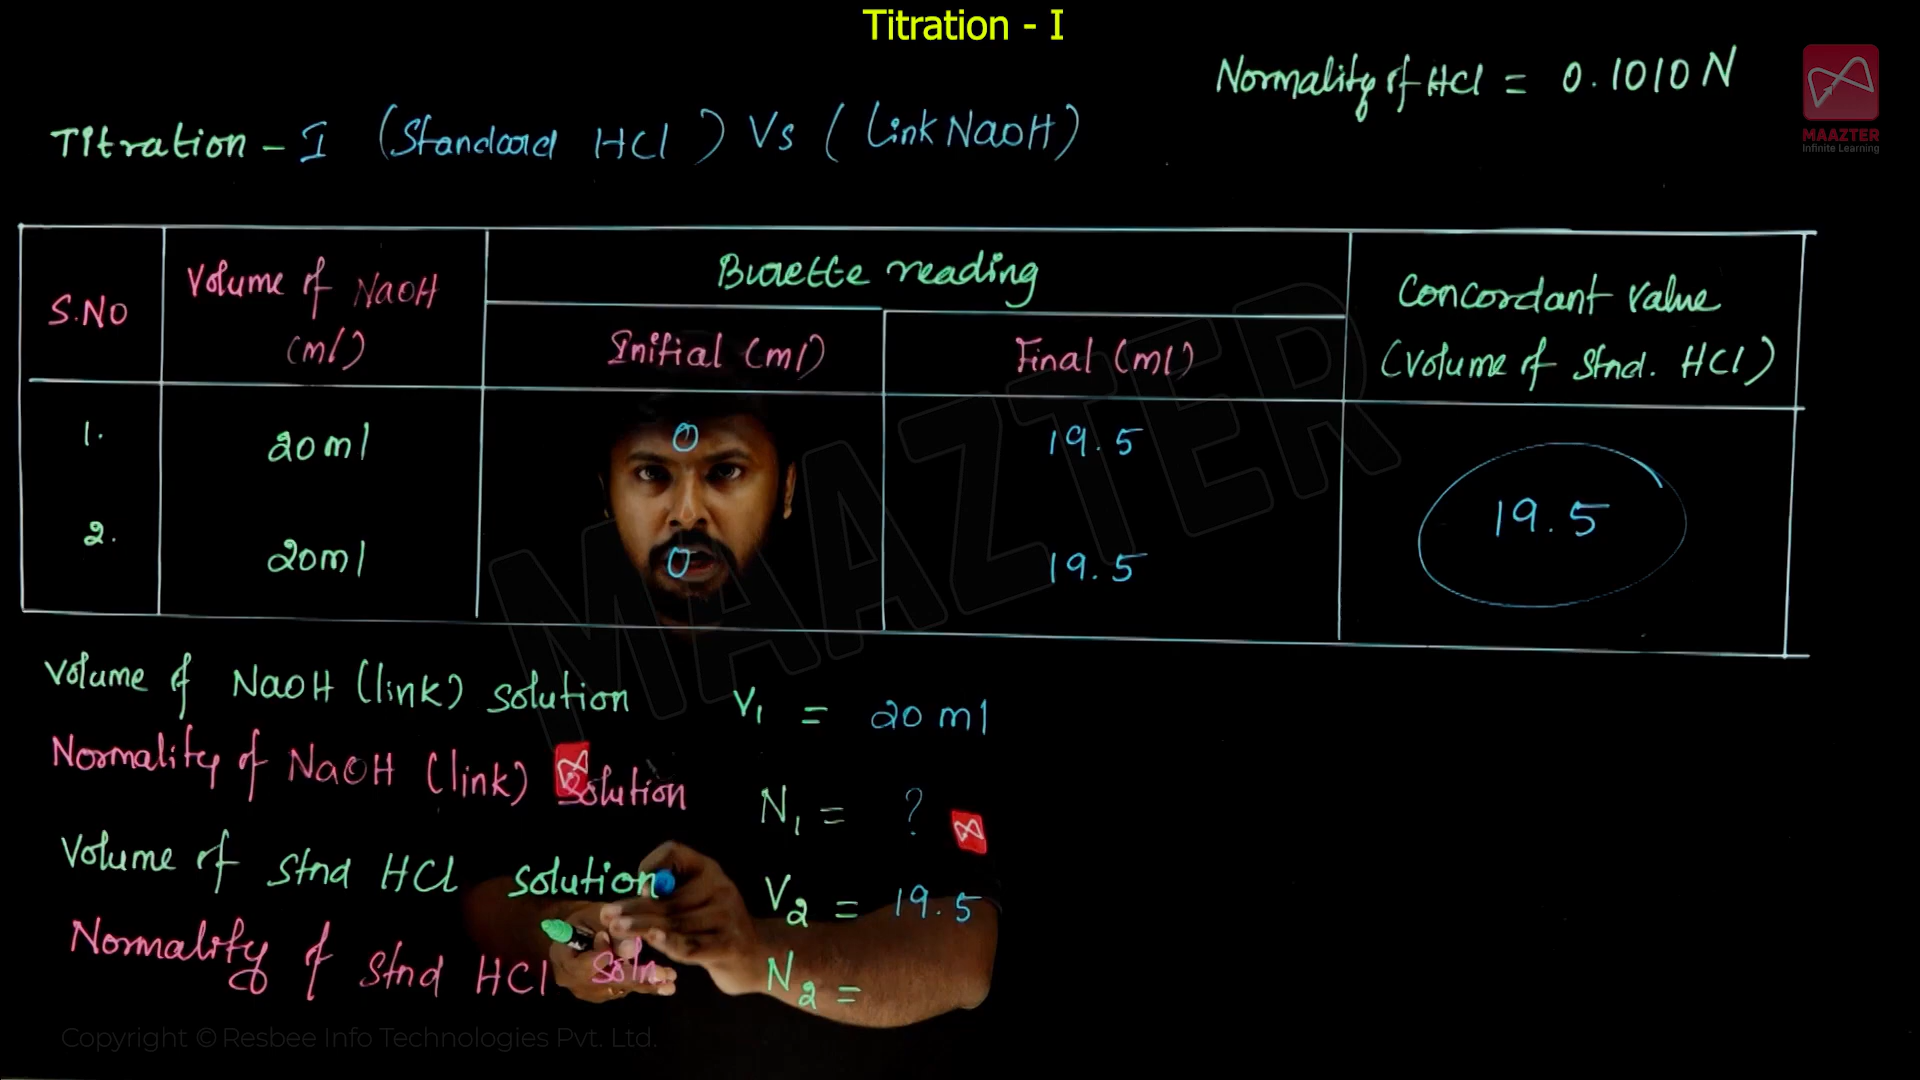 Titration - I
Normality of HCl = 0.1010 N
MAAZTER
Infinite Learning
Titration - I (Standard HCl) Vs (Link NaOH)
S.NO
Volume of NaOH (ml)
Burette reading
Initial (ml)
Final (ml)
Concordant value
(volume of Stnd. HCl)
1. 20ml 0 19.5
19.5
2. 20ml 0 19.5
MAAZTER
Volume of NaOH (link) solution V1 = 20 ml
Normality of NaOH (link) solution N1 = ?
Volume of Stnd HCl solution V2 = 19.5
Normality of Stnd HCl soln N2 =
Copyright © Resbee Info Technologies Pvt. Ltd.